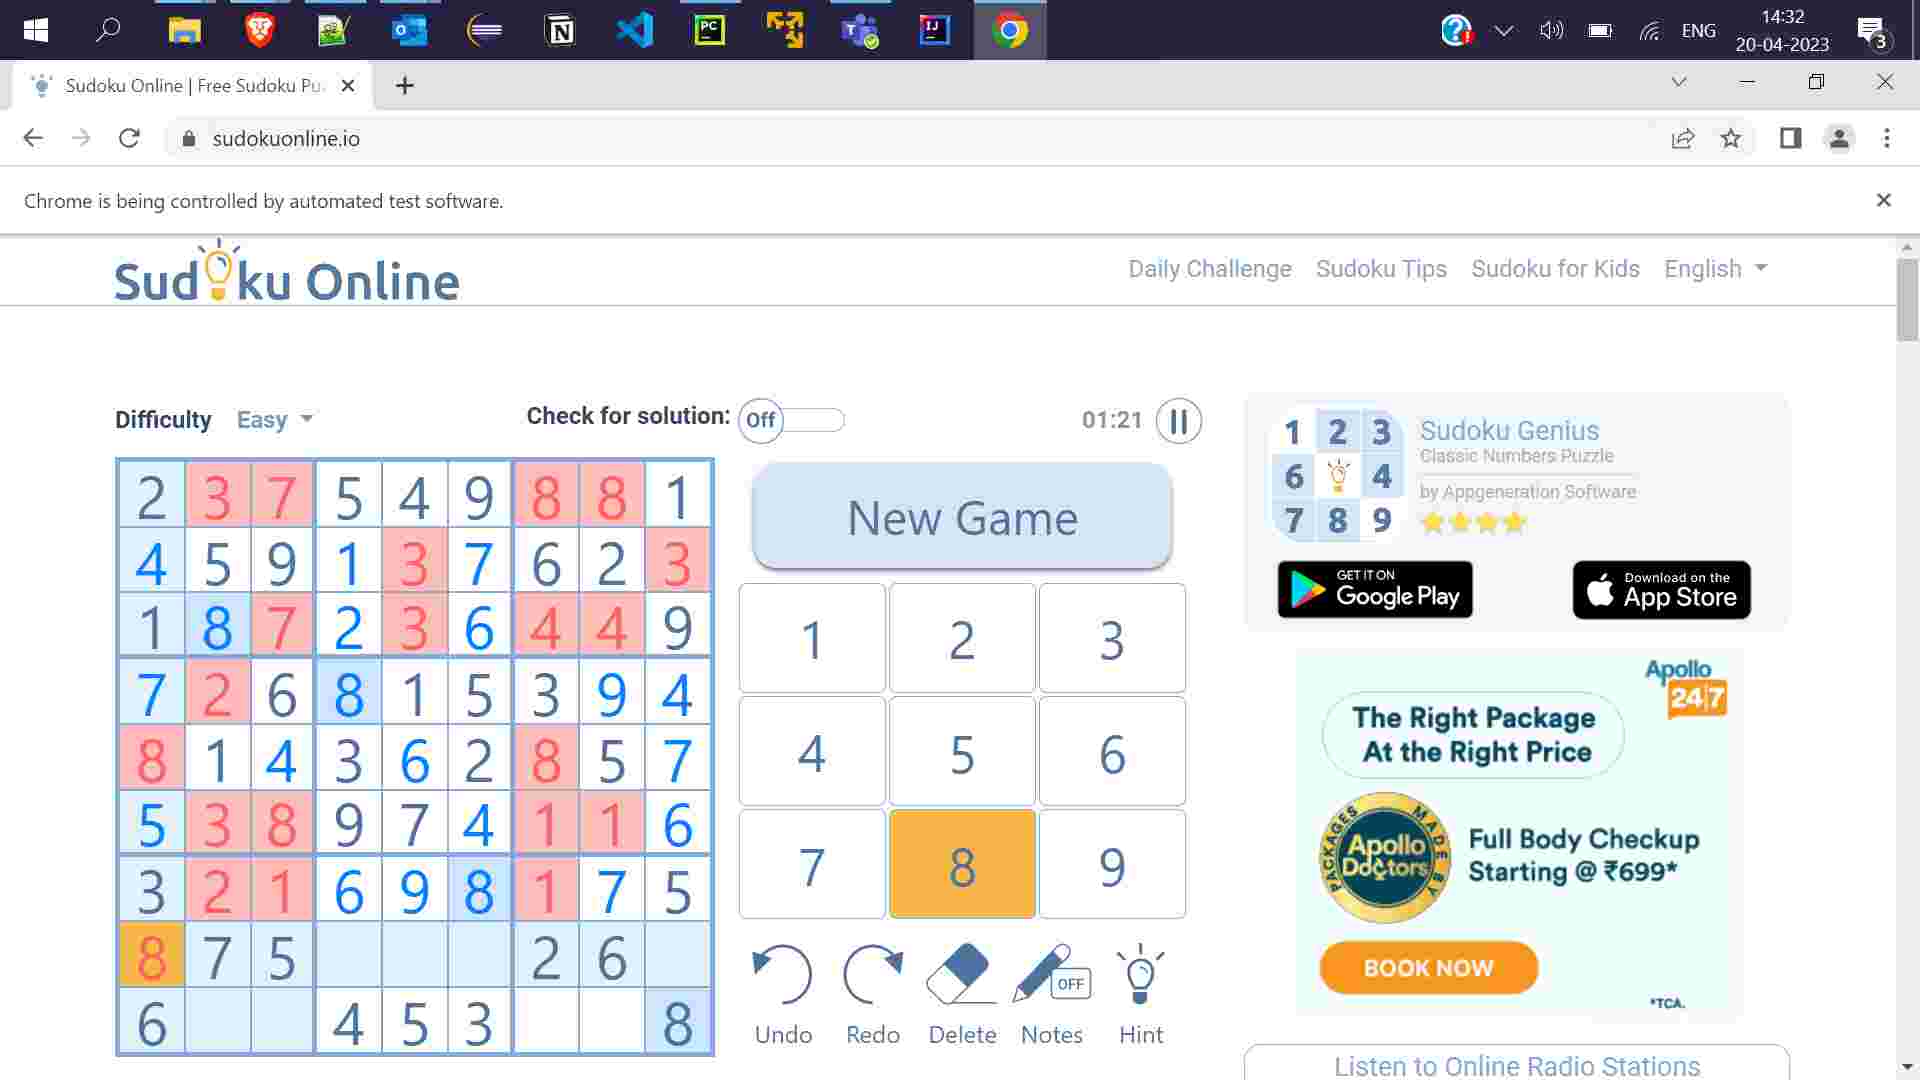 PC
IJ
ENG
14:32
20-04-2023
3
Sudoku Online | Free Sudoku Pu
sudokuonline.io
Chrome is being controlled by automated test software.
Sudoku Online
Daily Challenge Sudoku Tips Sudoku for Kids English
Difficulty Easy Check for solution: Off 01:21
2 3 7 5 4 9 8 8 1
4 5 9 1 3 7 6 2 3
1 8 7 2 3 6 4 4 9
7 2 6 8 1 5 3 9 4
8 1 4 3 6 2 8 5 7
5 3 8 9 7 4 1 1 6
3 2 1 6 9 8 1 7 5
8 7 5 2 6
6 4 5 3 8
New Game
1 2 3
4 5 6
7 8 9
OFF
Undo Redo Delete Notes Hint
1 2 3
6 4
7 8 9
Sudoku Genius
Classic Numbers Puzzle
by Appgeneration Software
GET IT ON
Google Play
Download on the
App Store
Apollo
24|7
The Right Package
At the Right Price
PACKAGES MADE BY
Apollo
Doctors
Full Body Checkup
Starting @ ₹699*
BOOK NOW
*TCA.
Listen to Online Radio Stations